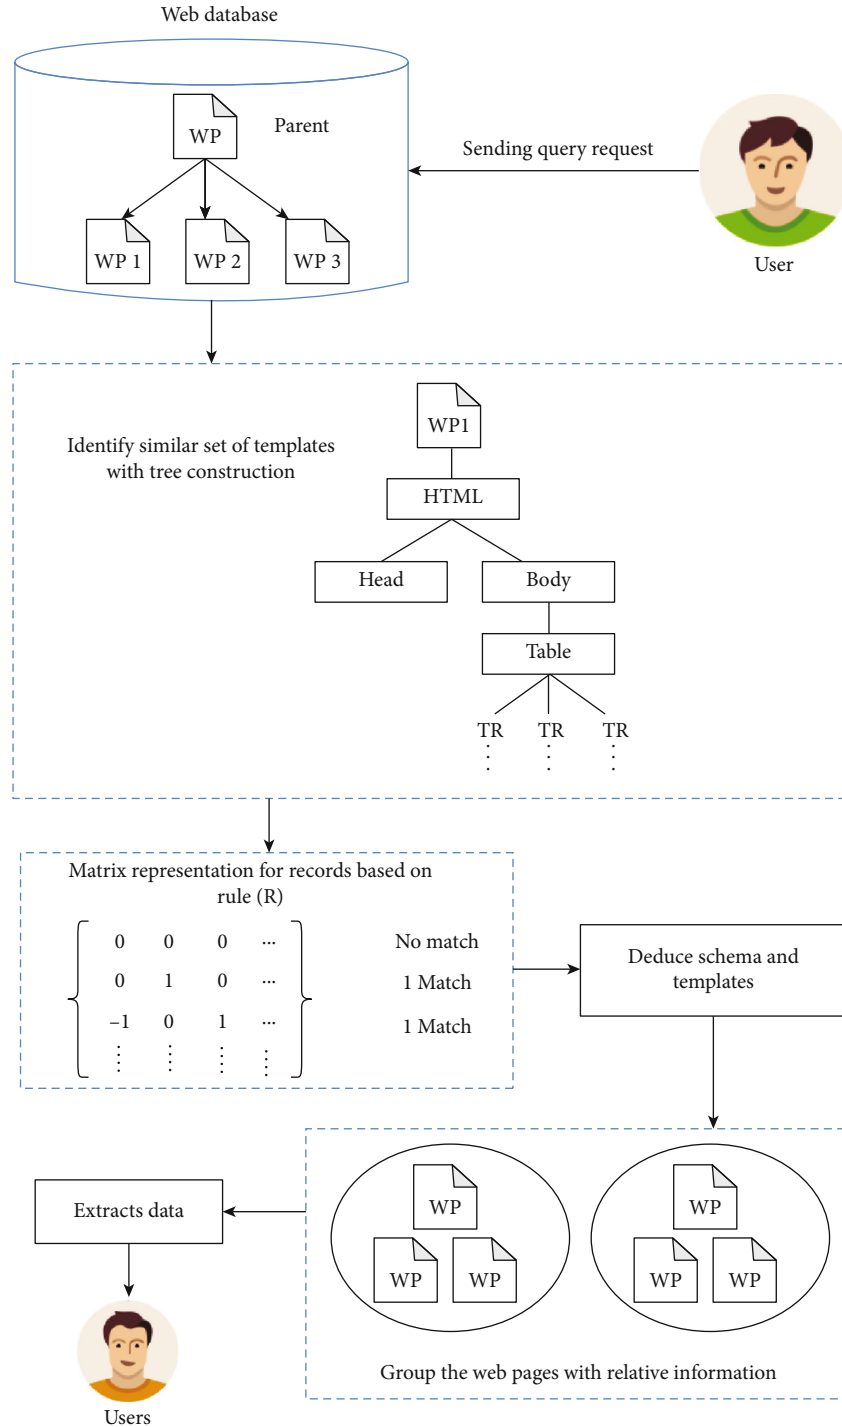 Web database
WP
Parent
Sending query request
WP 1
WP 2
WP 3
User
Identify similar set of templates
with tree construction
WP1
HTML
Head
Body
Table
TR
TR
TR
Matrix representation for records based on
rule (R)
0 0 0 ... No match
0 1 0 ... 1 Match
–1 0 1 ... 1 Match
Deduce schema and
templates
WP
WP
WP
WP
WP
WP
Group the web pages with relative information
Extracts data
Users